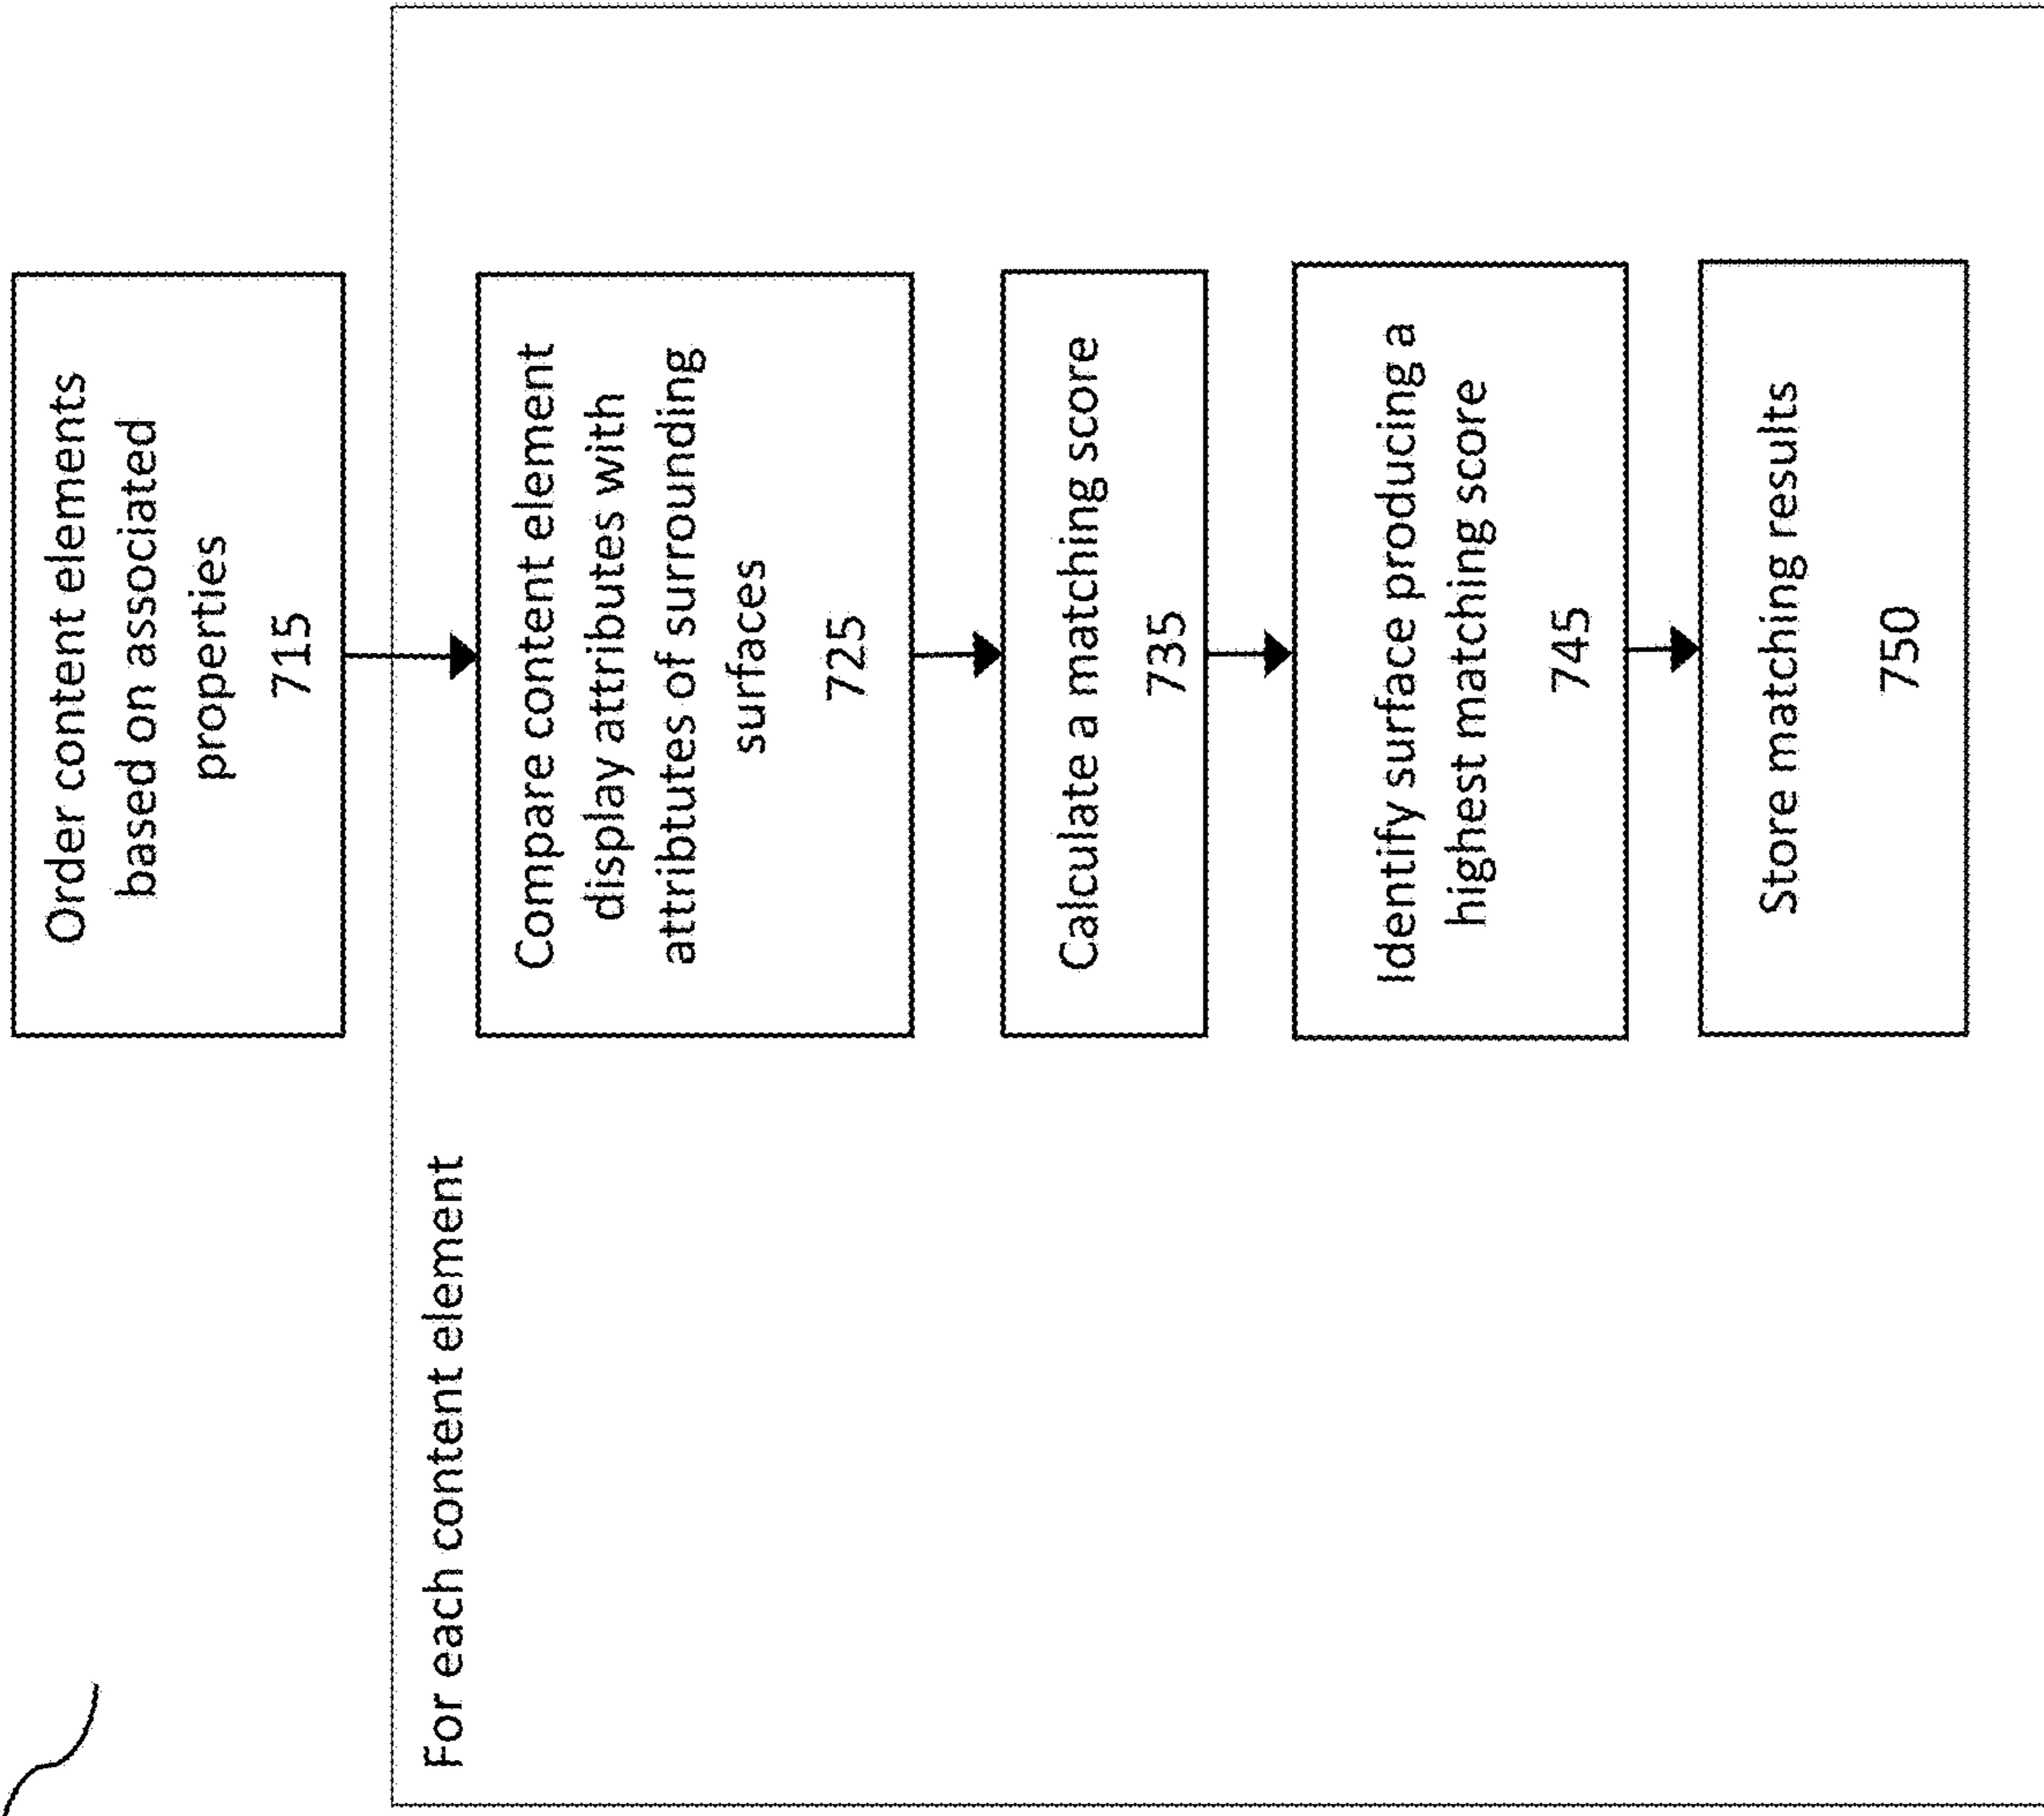 Order content elements
based on associated
properties
715
For each content element
Compare content element
display attributes with
attribtutes of surrounding
surfaces
725
Calculate a matching score
735
Identify surface producing a
highest matching score
745
Store matching results
750